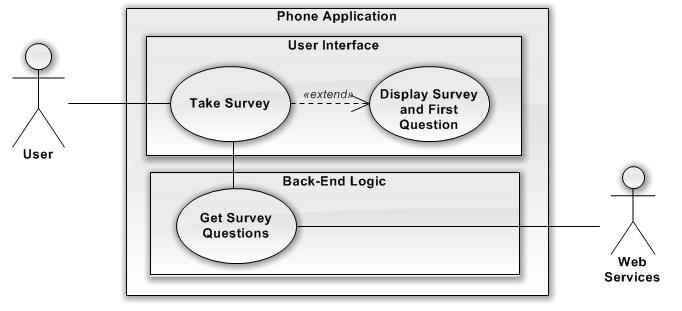 Phone Application
User Interface
Take Survey
«extend»
Display Survey
and First
Question
User
Back-End Logic
Get Survey
Questions
Web
Services